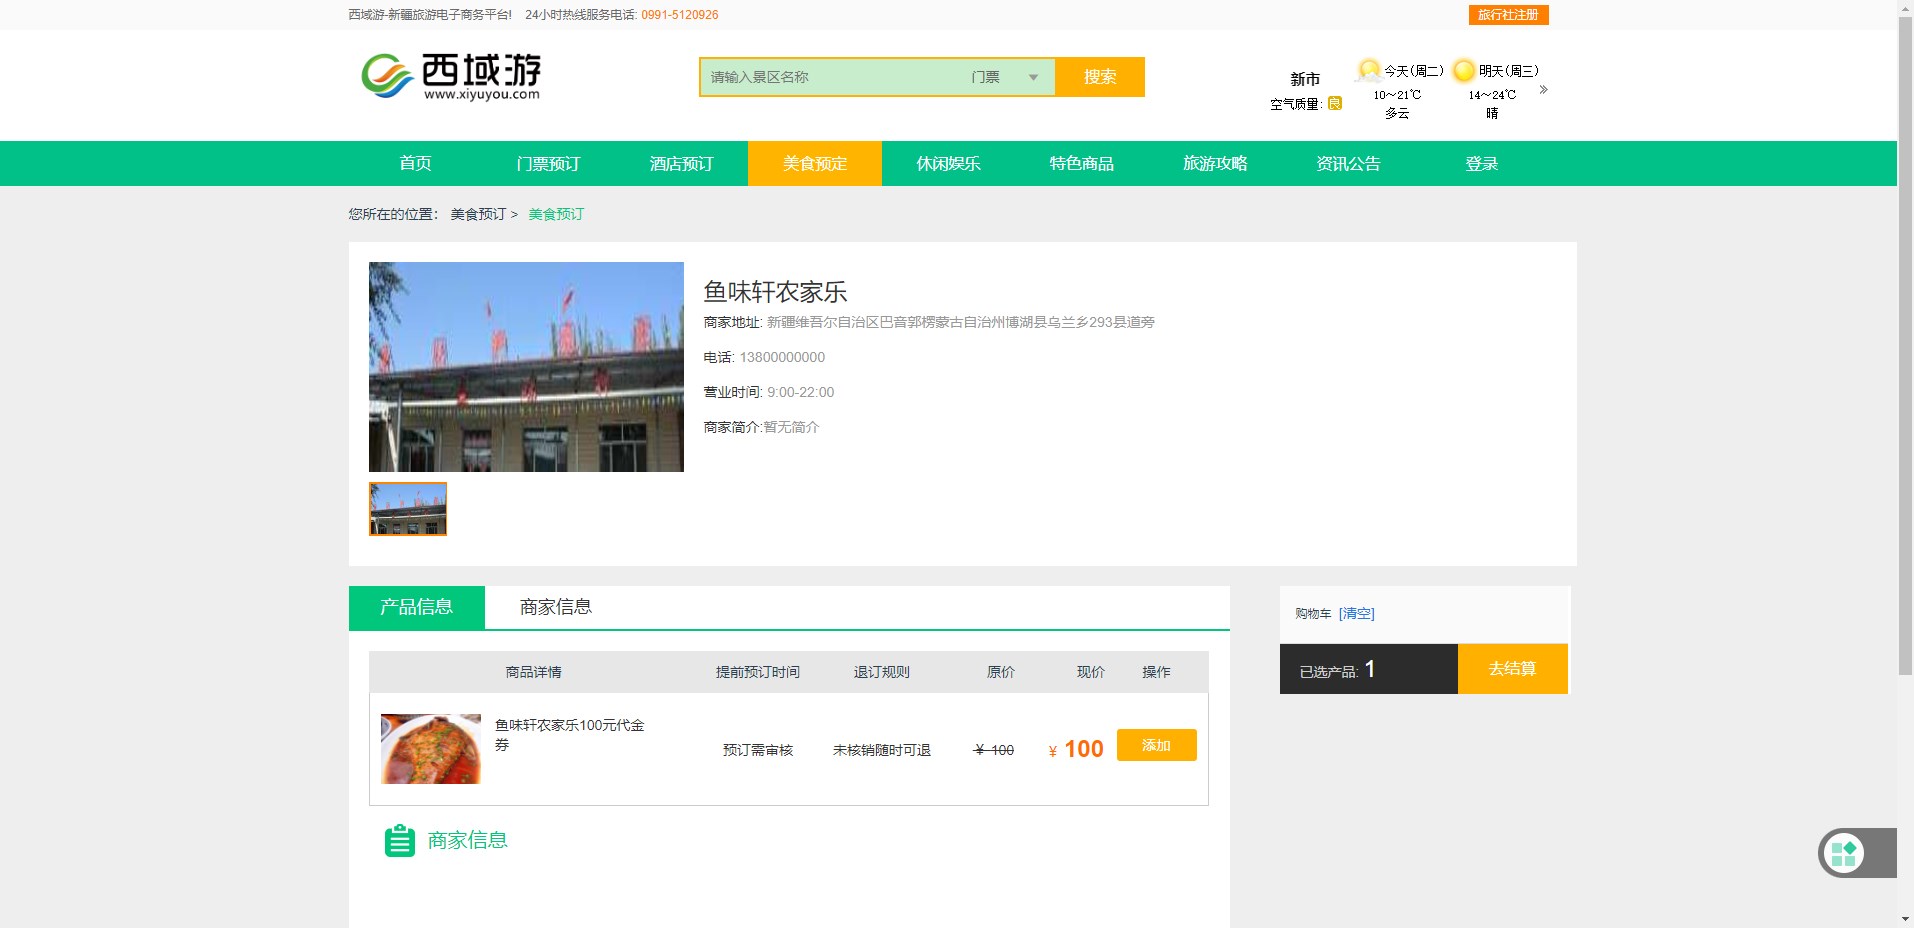 西域游-新疆旅游电子商务平台! 24小时热线服务电话: 0991-5120926
旅行社注册
西域游
www.xiyuyou.com
请输入景区名称 门票 搜索
新市
空气质量: 良
今天(周二)
10～21℃
多云
明天(周三)
14～24℃
晴
»
首页 门票预订 酒店预订 美食预定 休闲娱乐 特色商品 旅游攻略 资讯公告 登录
您所在的位置： 美食预订 > 美食预订
鱼味轩农家乐
商家地址: 新疆维吾尔自治区巴音郭楞蒙古自治州博湖县乌兰乡293县道旁
电话: 13800000000
营业时间: 9:00-22:00
商家简介:暂无简介
产品信息 商家信息
购物车 [清空]
已选产品: 1 去结算
商品详情 提前预订时间 退订规则 原价 现价 操作
鱼味轩农家乐100元代金
券
预订需审核 未核销随时可退 ¥ 100 ¥ 100 添加
商家信息